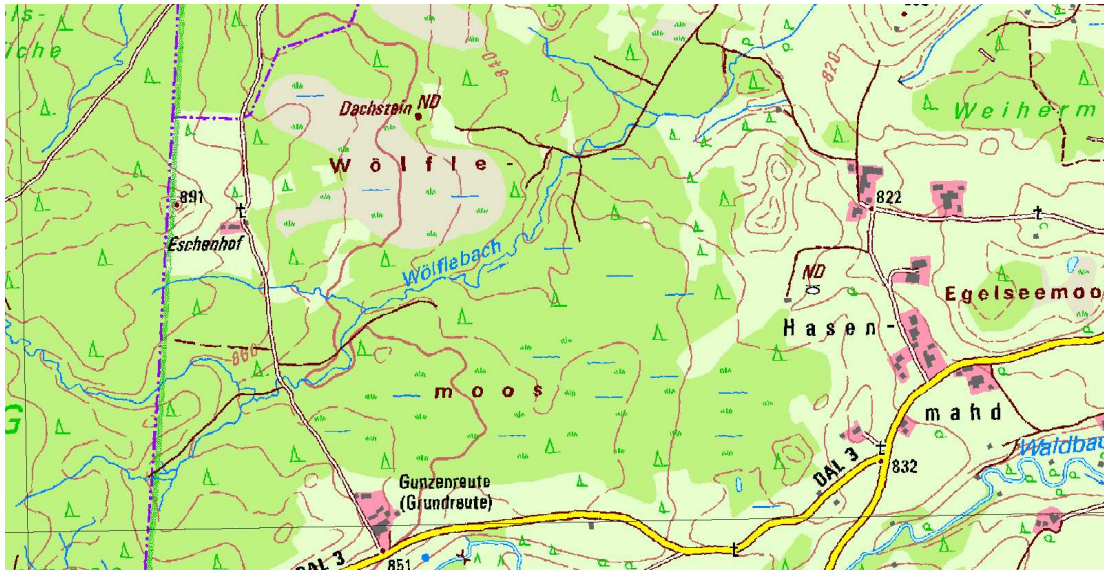 840
820
Dachstein ND
Weiherm
Wölfle-
891
822
Eschenhof
Wölflebach
ND
Egelseemoo
Hasen-
860
moos
mahd
G
Waldbac
DAL 3
832
Gunzenreute
(Grundreute)
DAL 3
851